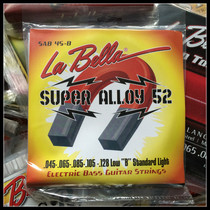 SAB 45-B
La Bella
SUPER ALLOY 52
.045-.065-.085-.105-.128 Low "B" Standard Light
ELECTRIC BASS GUITAR STRINGS